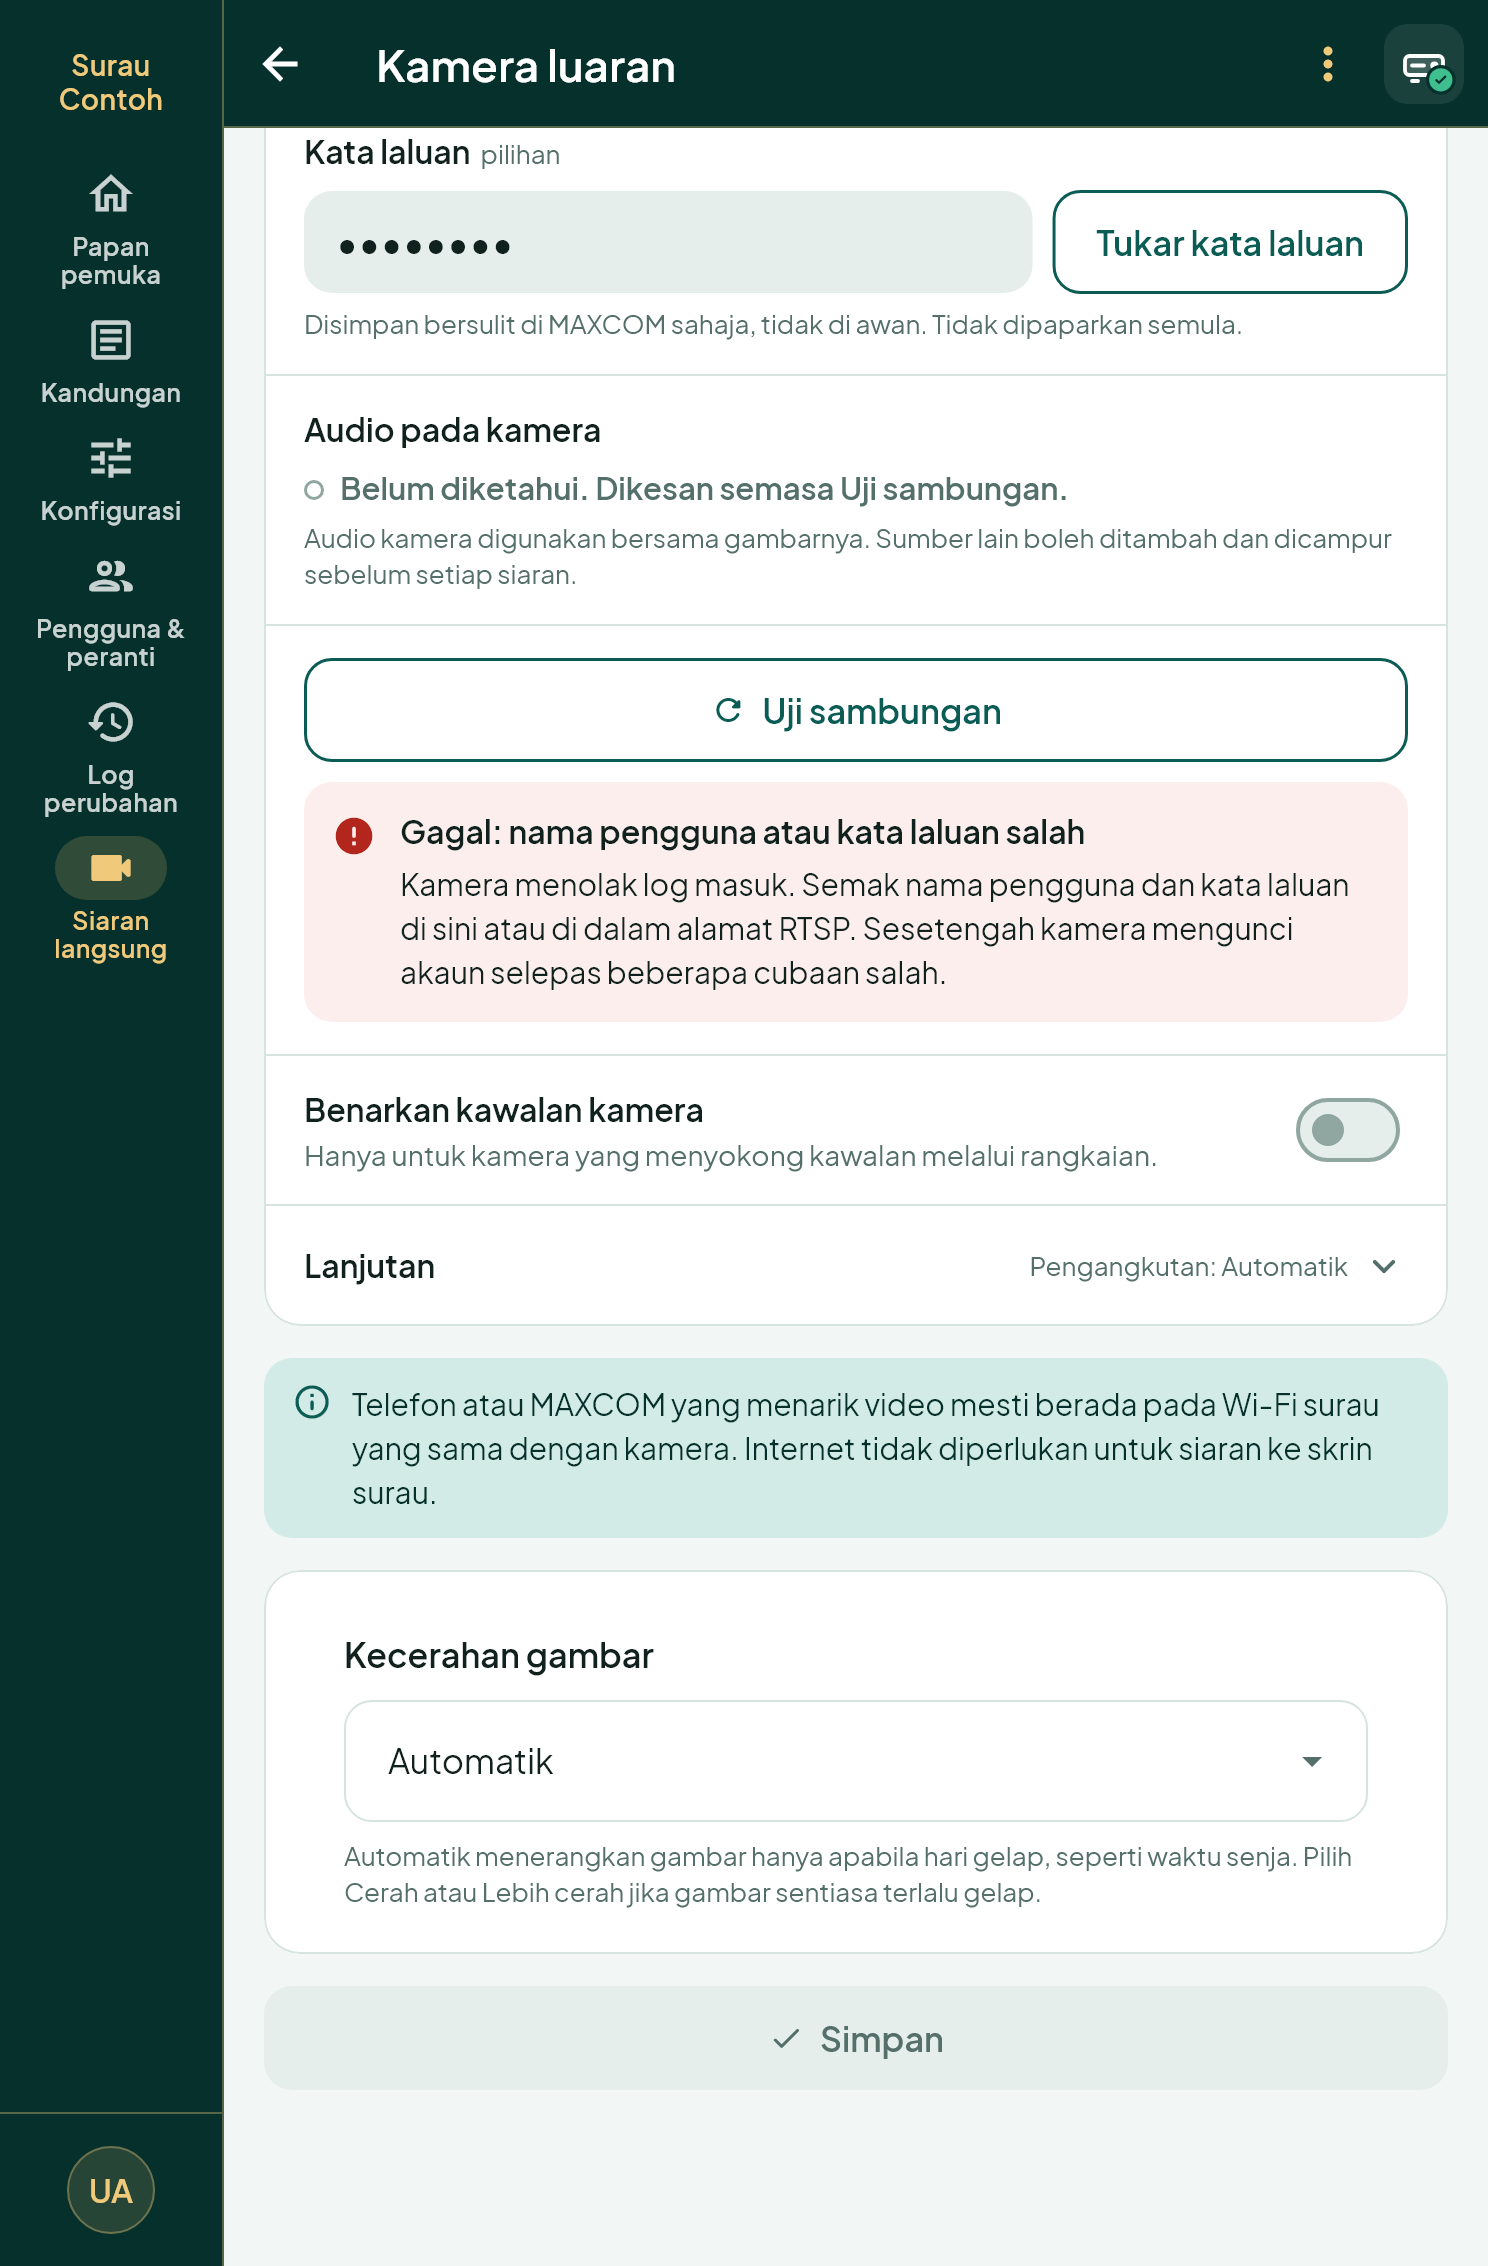 Surau
Contoh
Papan
pemuka
Kandungan
Konfigurasi
Pengguna &
peranti
Log
perubahan
Siaran
langsung
UA
Kamera luaran
Kata laluan pilihan
••••••••
Tukar kata laluan
Disimpan bersulit di MAXCOM sahaja, tidak di awan. Tidak dipaparkan semula.
Audio pada kamera
Belum diketahui. Dikesan semasa Uji sambungan.
Audio kamera digunakan bersama gambarnya. Sumber lain boleh ditambah dan dicampur
sebelum setiap siaran.
Uji sambungan
Gagal: nama pengguna atau kata laluan salah
Kamera menolak log masuk. Semak nama pengguna dan kata laluan
di sini atau di dalam alamat RTSP. Sesetengah kamera mengunci
akaun selepas beberapa cubaan salah.
Benarkan kawalan kamera
Hanya untuk kamera yang menyokong kawalan melalui rangkaian.
Lanjutan
Pengangkutan: Automatik
Telefon atau MAXCOM yang menarik video mesti berada pada Wi-Fi surau
yang sama dengan kamera. Internet tidak diperlukan untuk siaran ke skrin
surau.
Kecerahan gambar
Automatik
Automatik menerangkan gambar hanya apabila hari gelap, seperti waktu senja. Pilih
Cerah atau Lebih cerah jika gambar sentiasa terlalu gelap.
Simpan